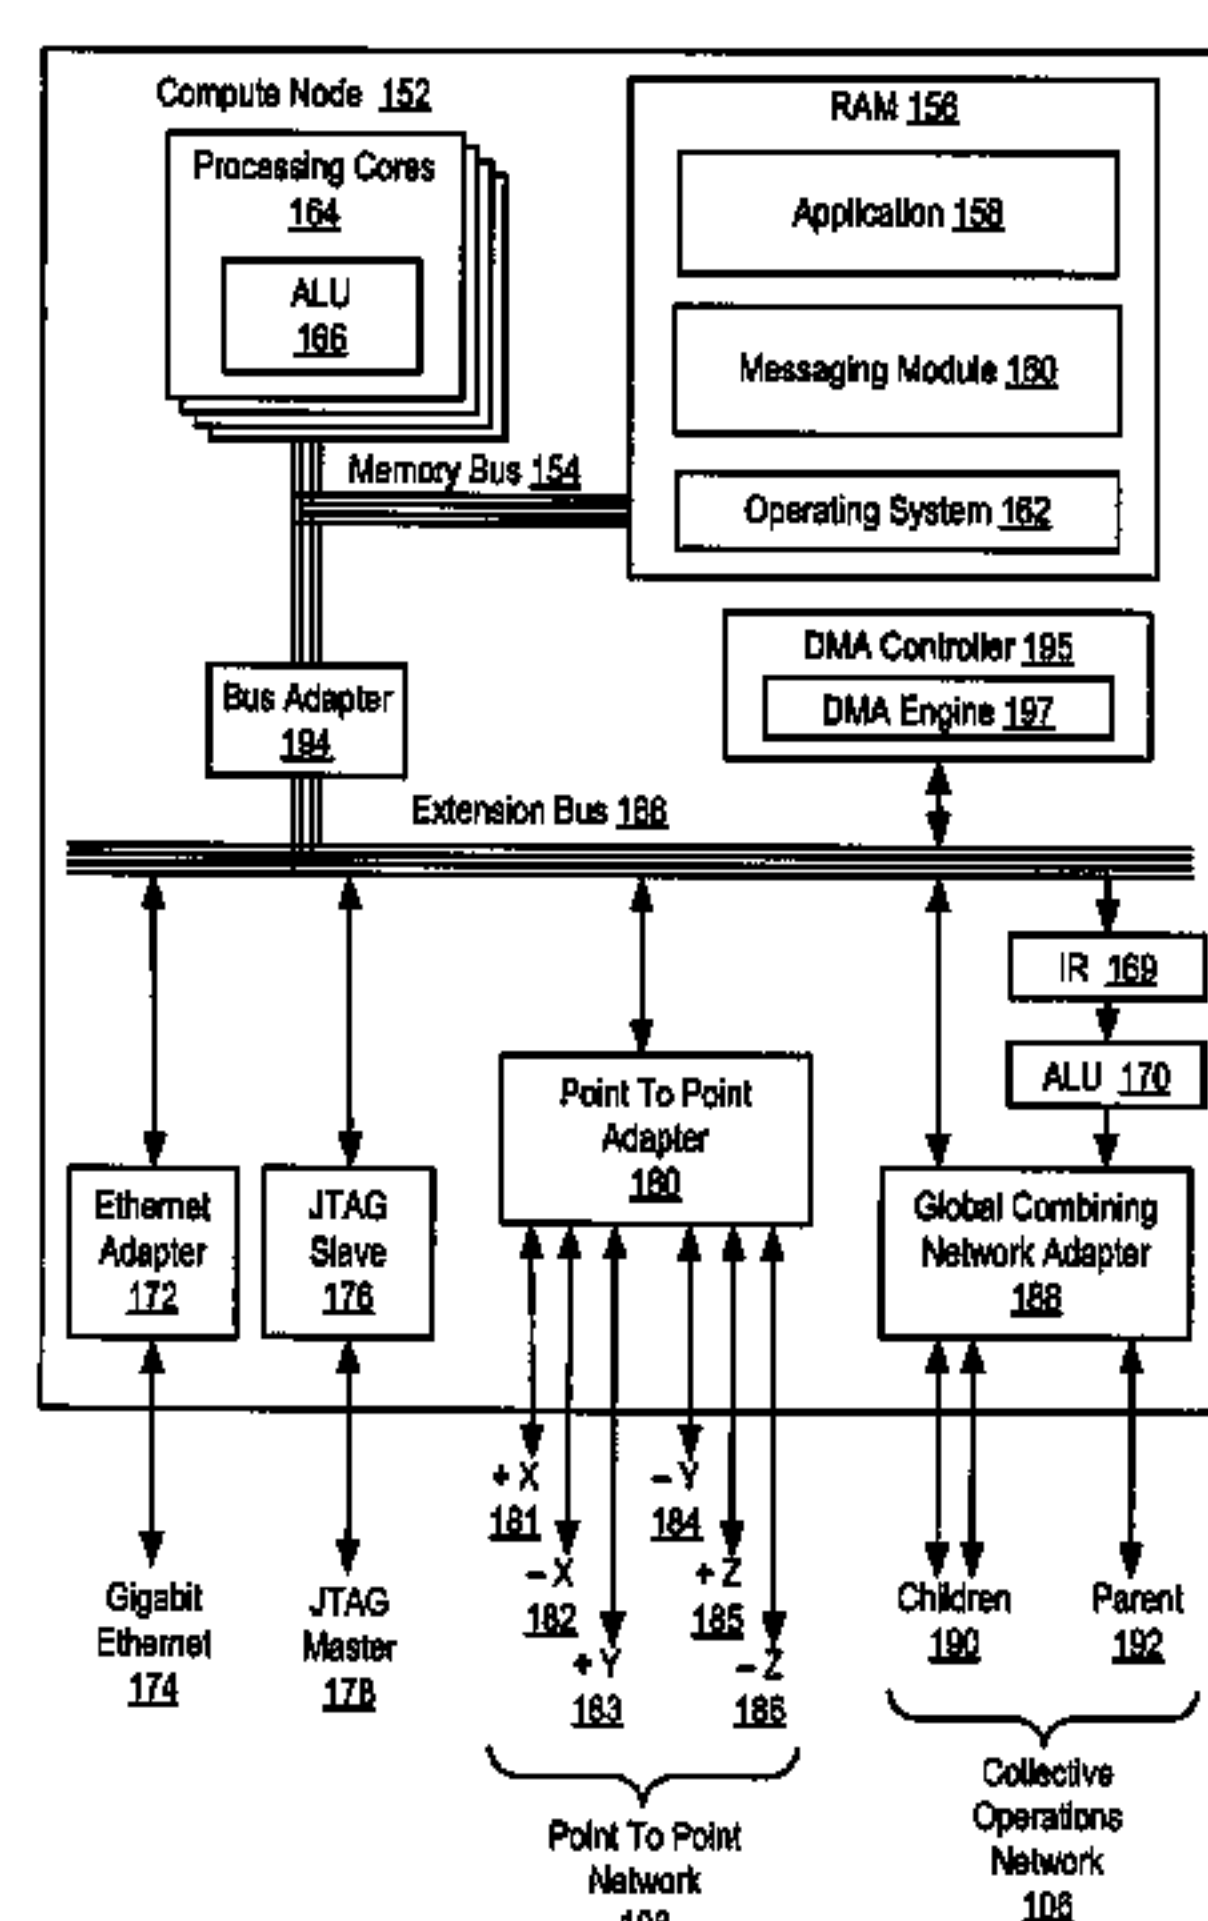 Compute Node 152
Processing Cores
164
ALU
166
RAM 156
Application 158
Messaging Module 160
Operating System 162
Memory Bus 154
DMA Controller 195
DMA Engine 197
Bus Adapter
194
Extension Bus 168
IR 169
ALU 170
Point To Point
Adapter
180
Ethernet
Adapter
172
JTAG
Slave
176
Global Combining
Network Adapter
188
+ X
181
– X
182
+ Y
183
– Y
184
+ Z
185
– Z
186
Gigabit
Ethernet
174
JTAG
Master
178
Children
190
Parent
192
Point To Point
Network
Collective
Operations
Network
106